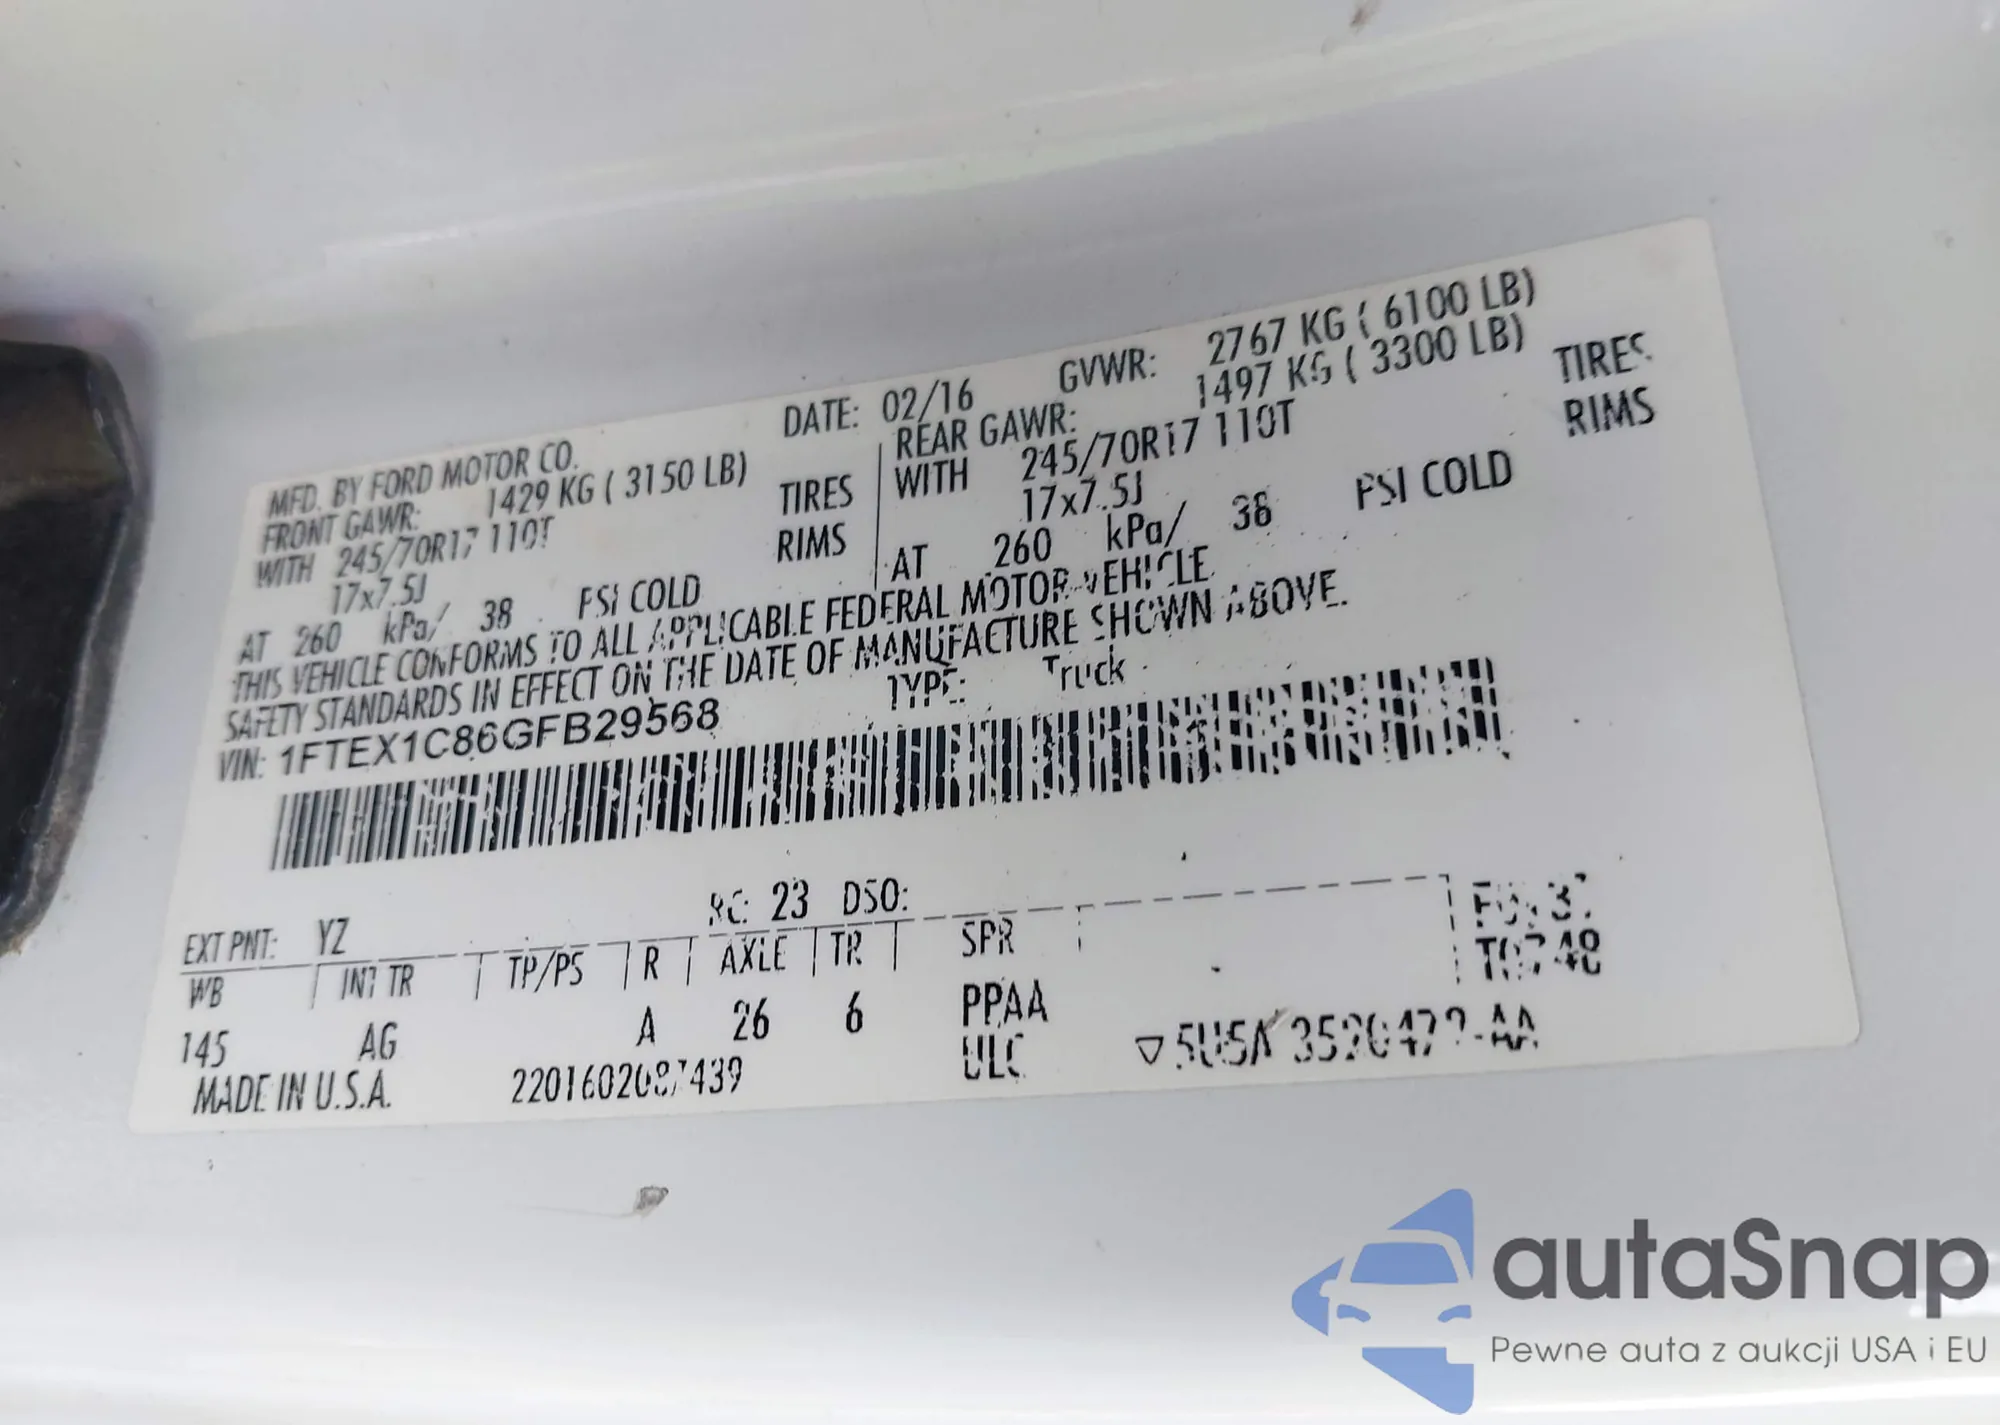 MFD. BY FORD MOTOR CO. DATE: 02/16 GVWR: 2767 KG ( 6100 LB)
FRONT GAWR: 1429 KG ( 3150 LB) REAR GAWR: 1497 KG ( 3300 LB)
WITH 245/70R17 110T TIRES WITH 245/70R17 110T TIRES
17x7.5J RIMS 17x7.5J RIMS
AT 260 kPa/ 38 PSI COLD AT 260 kPa/ 38 PSI COLD
THIS VEHICLE CONFORMS TO ALL APPLICABLE FEDERAL MOTOR VEHICLE
SAFETY STANDARDS IN EFFECT ON THE DATE OF MANUFACTURE SHOWN ABOVE.
VIN: 1FTEX1C86GFB29568 TYPE: Truck
EXT PNT: YZ RC: 23 DSO:
WB INT TR TP/PS R AXLE TR SPR
145 AG A 26 6 PPAA
MADE IN U.S.A. ULC
autaSnap
Pewne auta z aukcji USA i EU